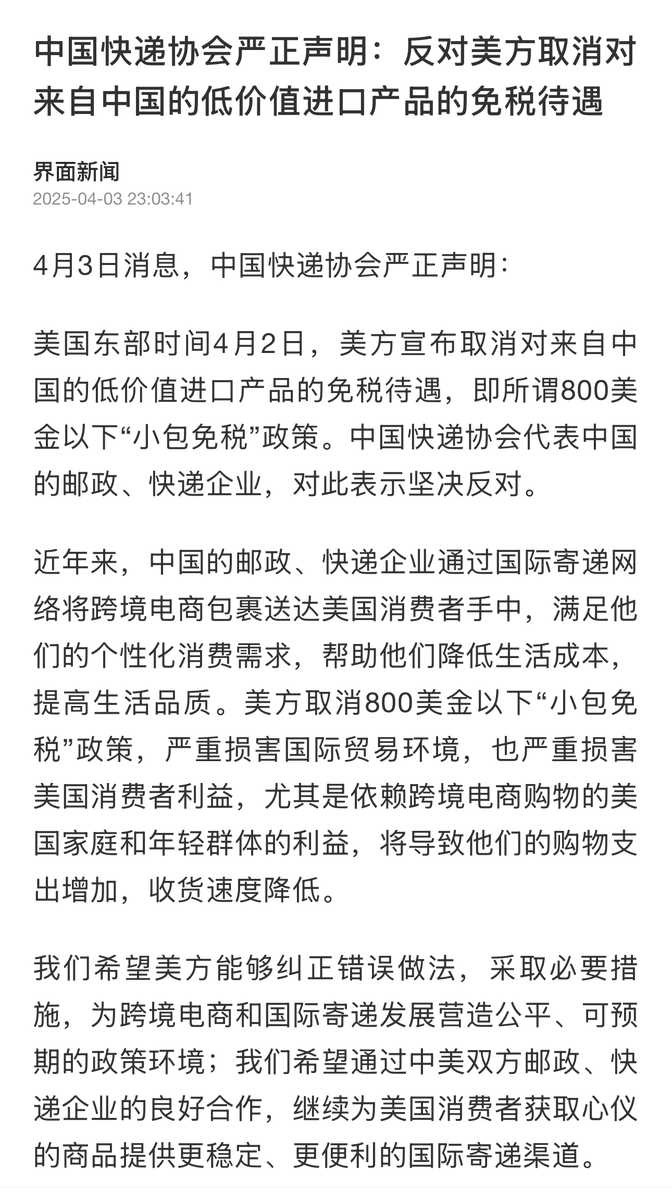 中国快递协会严正声明：反对美方取消对
来自中国的低价值进口产品的免税待遇
界面新闻
2025-04-03 23:03:41
4月3日消息，中国快递协会严正声明：
美国东部时间4月2日，美方宣布取消对来自中
国的低价值进口产品的免税待遇，即所谓800美
金以下“小包免税”政策。中国快递协会代表中国
的邮政、快递企业，对此表示坚决反对。
近年来，中国的邮政、快递企业通过国际寄递网
络将跨境电商包裹送达美国消费者手中，满足他
们的个性化消费需求，帮助他们降低生活成本，
提高生活品质。美方取消800美金以下“小包免
税”政策，严重损害国际贸易环境，也严重损害
美国消费者利益，尤其是依赖跨境电商购物的美
国家庭和年轻群体的利益，将导致他们的购物支
出增加，收货速度降低。
我们希望美方能够纠正错误做法，采取必要措
施，为跨境电商和国际寄递发展营造公平、可预
期的政策环境；我们希望通过中美双方邮政、快
递企业的良好合作，继续为美国消费者获取心仪
的商品提供更稳定、更便利的国际寄递渠道。